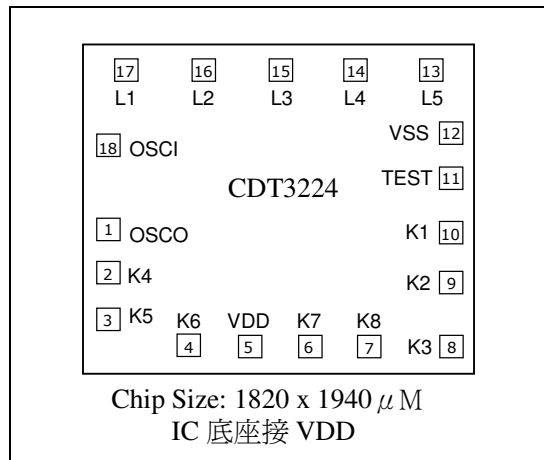 17 16 15 14 13
L1 L2 L3 L4 L5
VSS 12
18 OSCI
TEST 11
CDT3224
1 OSCO
K1 10
2 K4
K2 9
3 K5
K6 VDD K7 K8
4 5 6 7
K3 8
Chip Size: 1820 x 1940 μM
IC 底座接 VDD